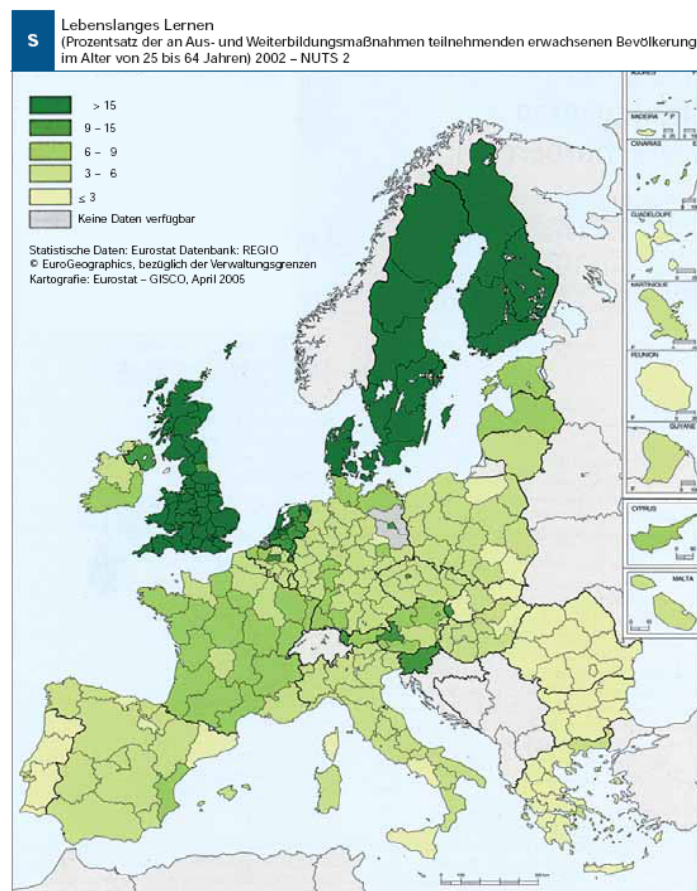 S
Lebenslanges Lernen
(Prozentsatz der an Aus- und Weiterbildungsmaßnahmen teilnehmenden erwachsenen Bevölkerung
im Alter von 25 bis 64 Jahren) 2002 – NUTS 2
> 15
9 – 15
6 – 9
3 – 6
≤ 3
Keine Daten verfügbar
Statistische Daten: Eurostat Datenbank: REGIO
© EuroGeographics, bezüglich der Verwaltungsgrenzen
Kartografie: Eurostat – GISCO, April 2005
MADEIRA P
CANARIAS E
GUADELOUPE
F
MARTINIQUE
F
REUNION
F
GUYANE
F
CYPRUS
MALTA